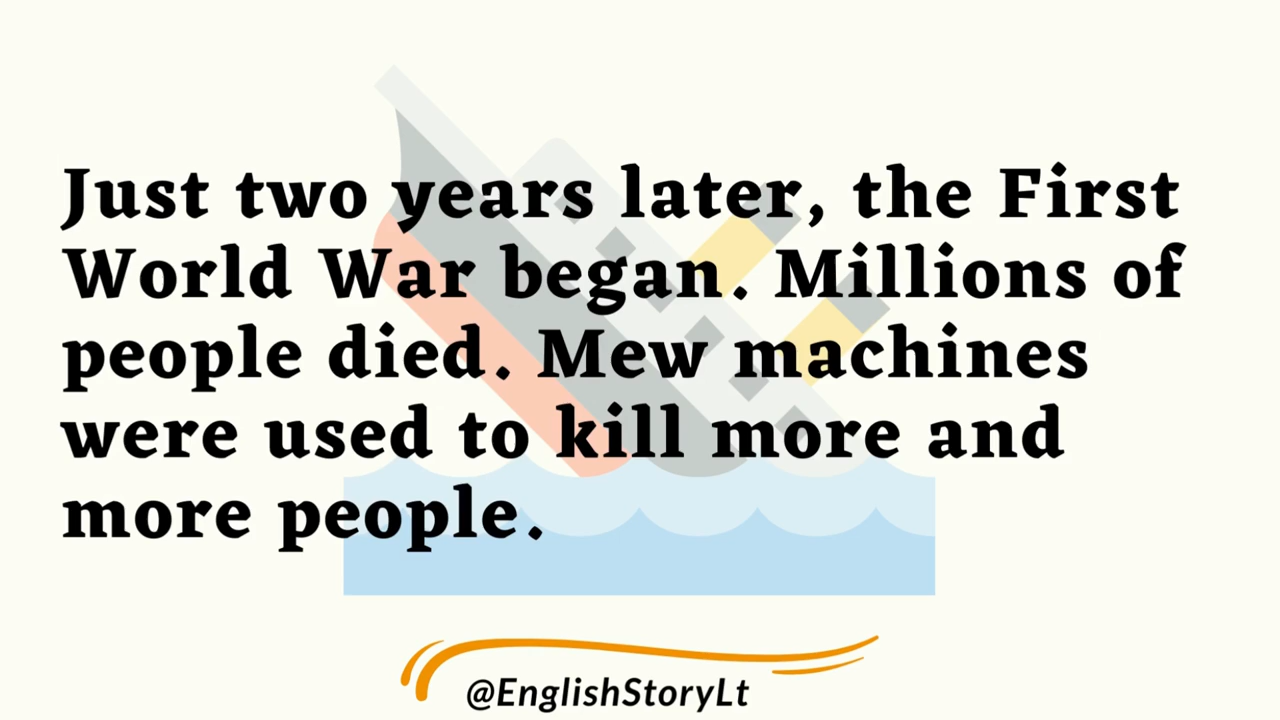 Just two years later, the First
World War began. Millions of
people died. Mew machines
were used to kill more and
more people.
@EnglishStoryLt